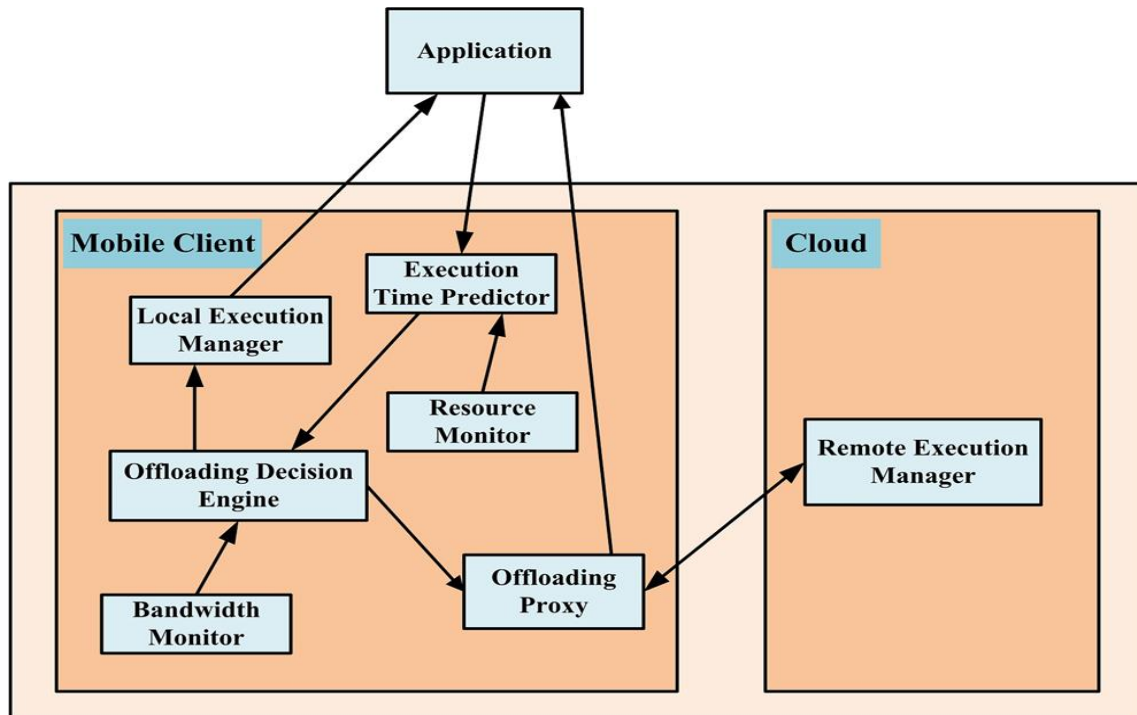 Application
Mobile Client
Cloud
Execution
Time Predictor
Local Execution
Manager
Resource
Monitor
Remote Execution
Manager
Offloading Decision
Engine
Offloading
Proxy
Bandwidth
Monitor